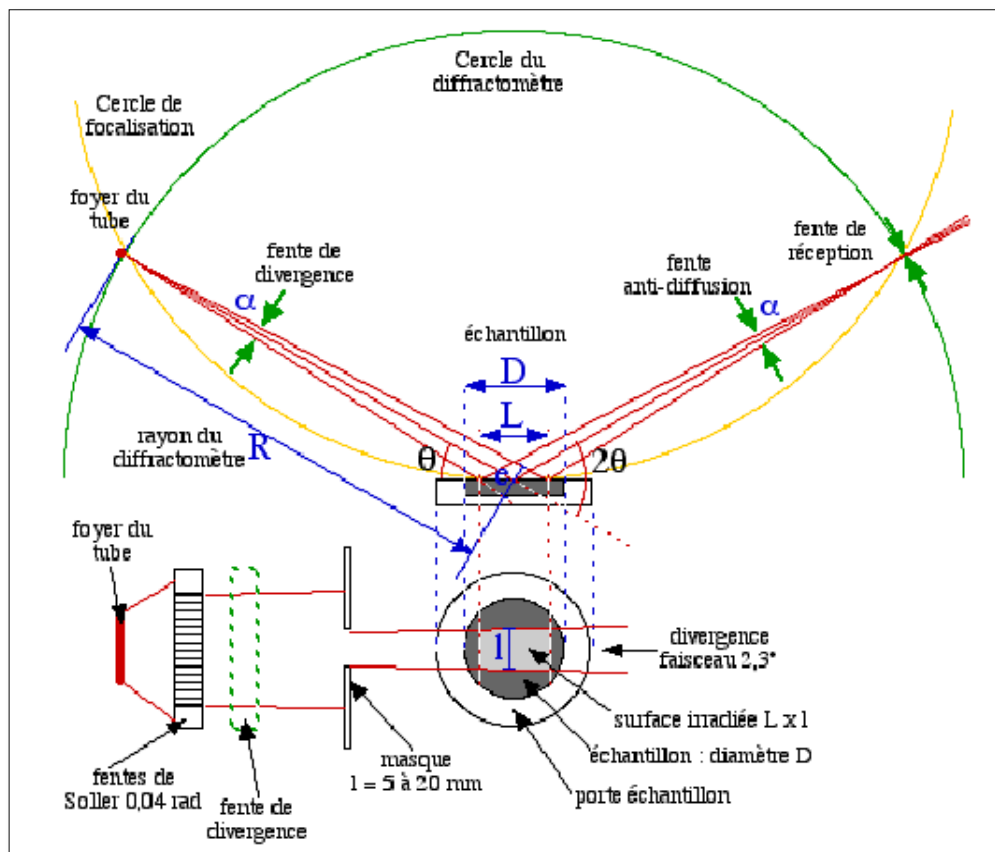 Cercle du
diffractomètre
Cercle de
focalisation
foyer du
tube
fente de
divergence
α
fente de
réception
fente
anti-diffusion
α
échantillon
D
L
rayon du
diffractomètre
R
θ
e
2θ
foyer du
tube
l
divergence
faisceau 2,3°
surface irradiée L x l
échantillon : diamètre D
porte échantillon
masque
l = 5 à 20 mm
fentes de
Soller 0,04 rad
fente de
divergence